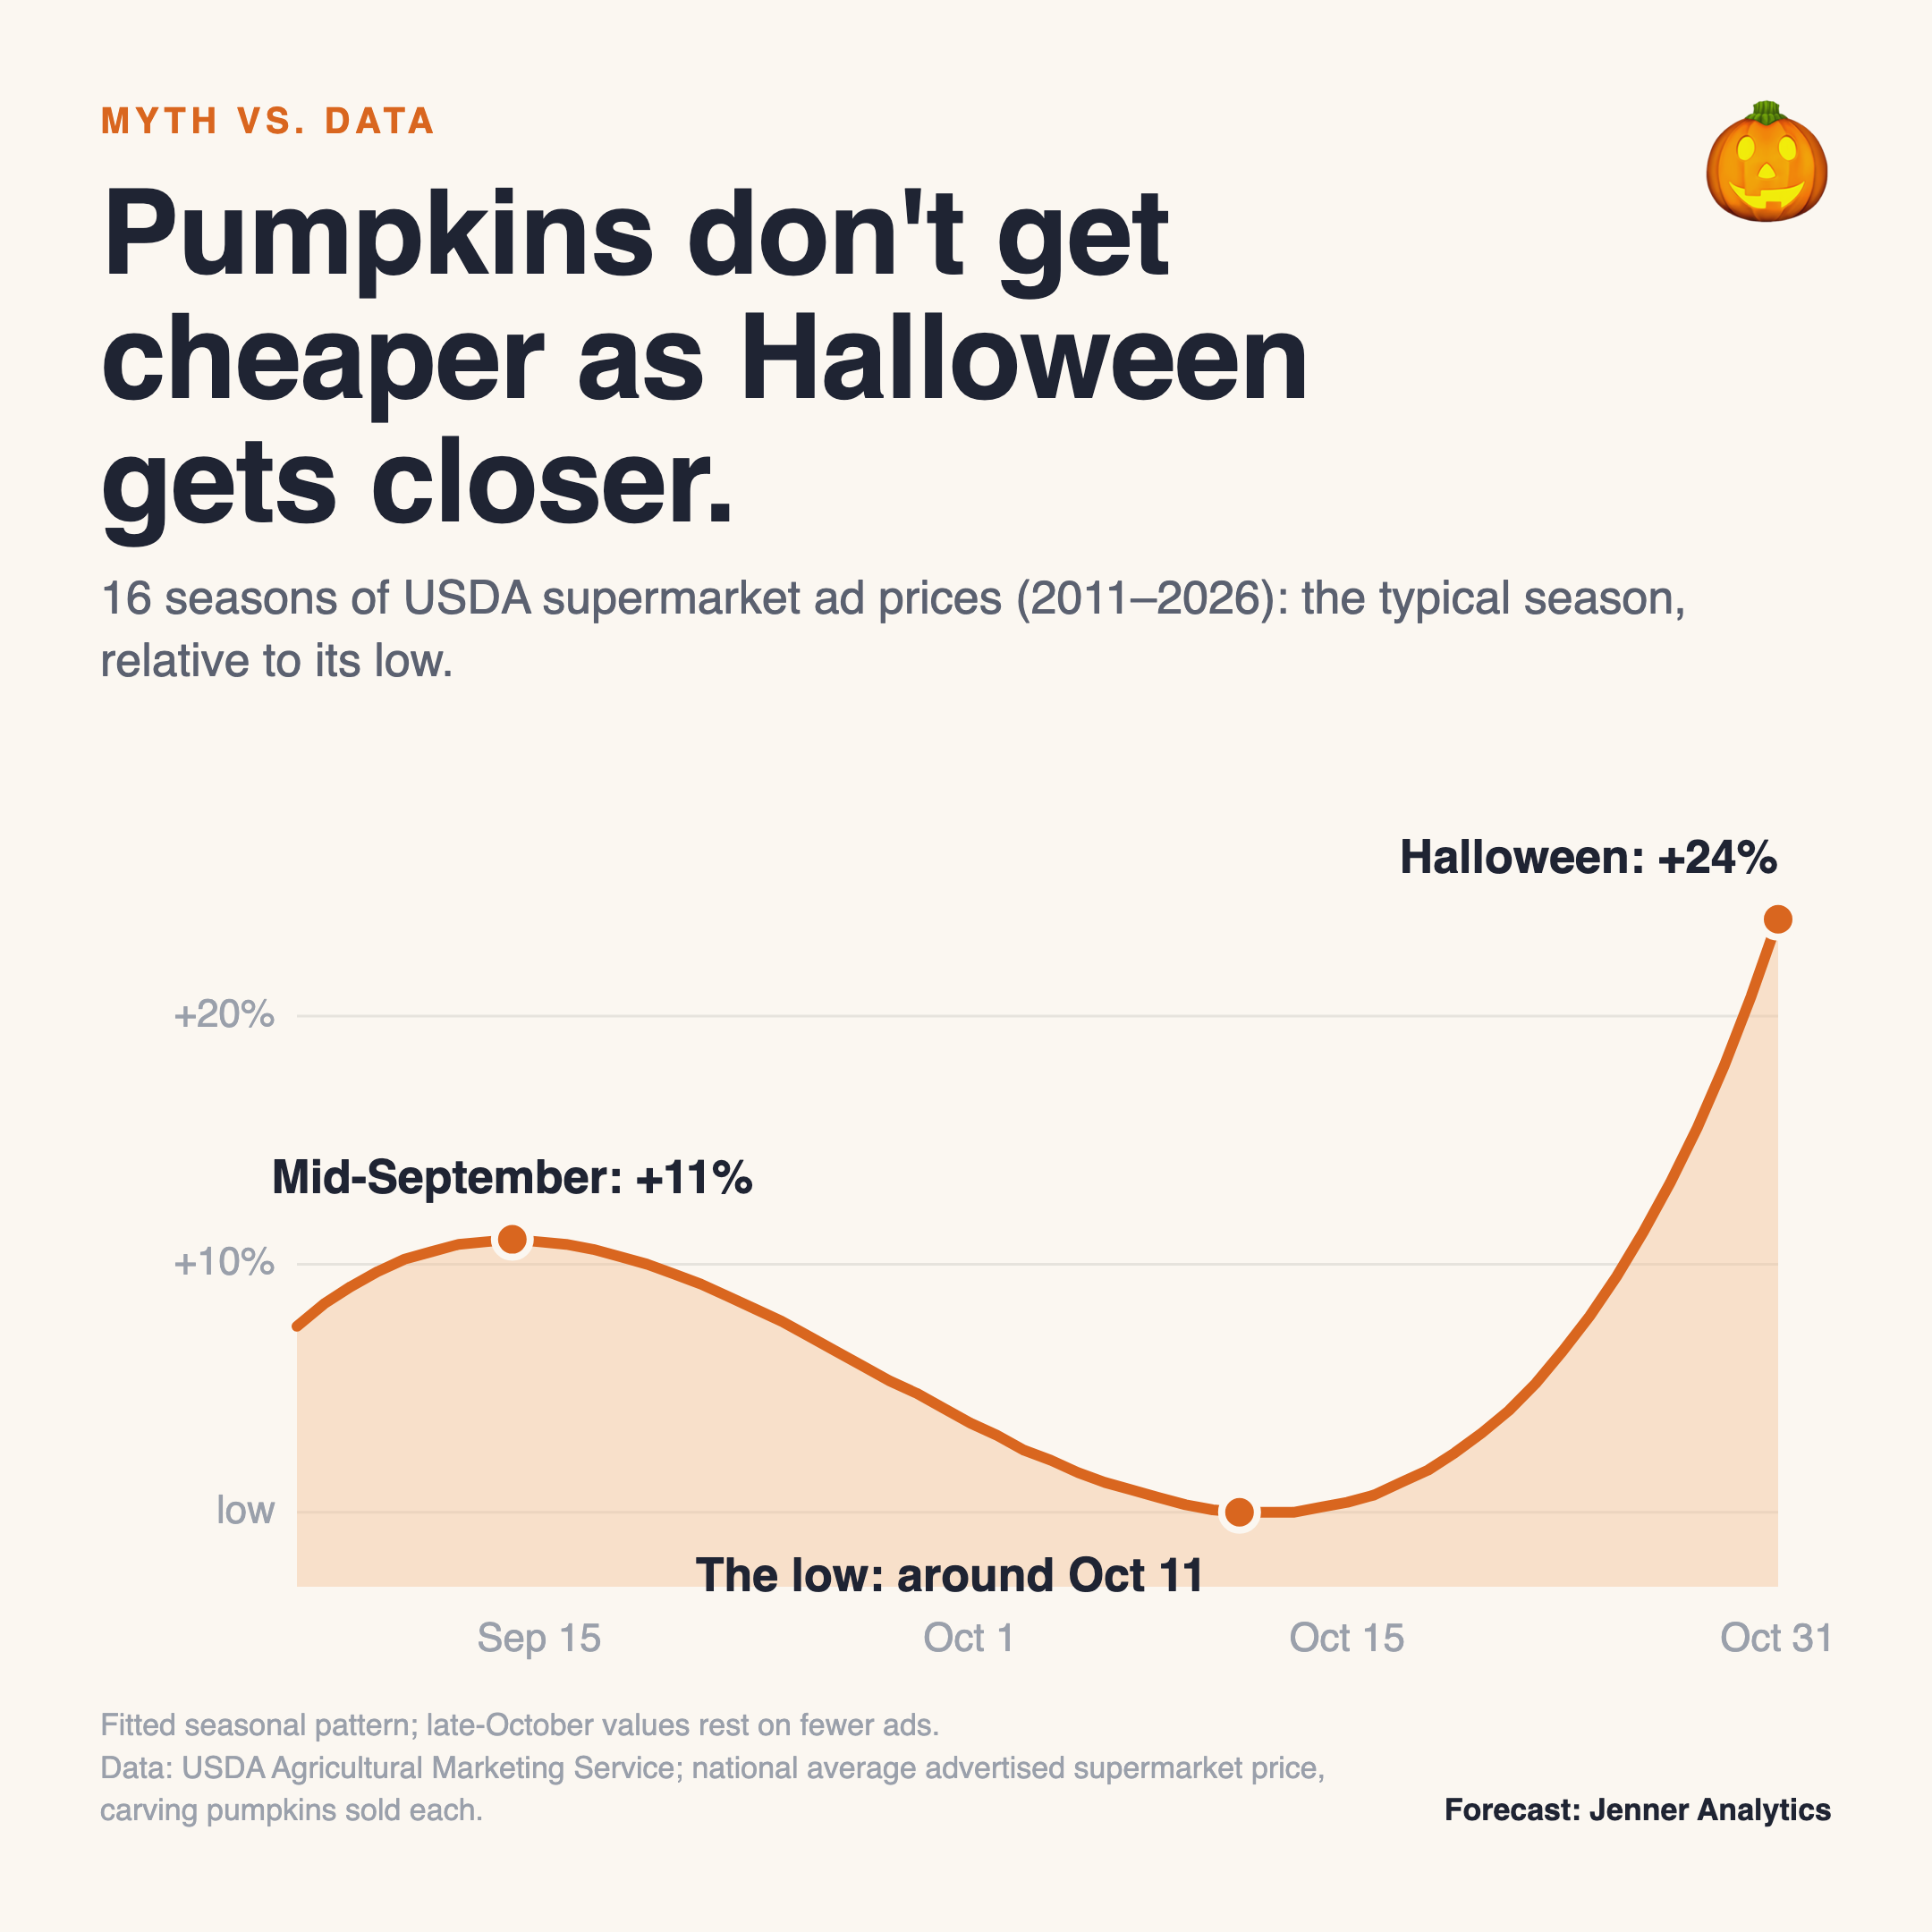 MYTH VS. DATA
Pumpkins don't get
cheaper as Halloween
gets closer.
16 seasons of USDA supermarket ad prices (2011–2026): the typical season,
relative to its low.
Halloween: +24%
+20%
Mid-September: +11%
+10%
low
The low: around Oct 11
Sep 15
Oct 1
Oct 15
Oct 31
Fitted seasonal pattern; late-October values rest on fewer ads.
Data: USDA Agricultural Marketing Service; national average advertised supermarket price,
carving pumpkins sold each.
Forecast: Jenner Analytics